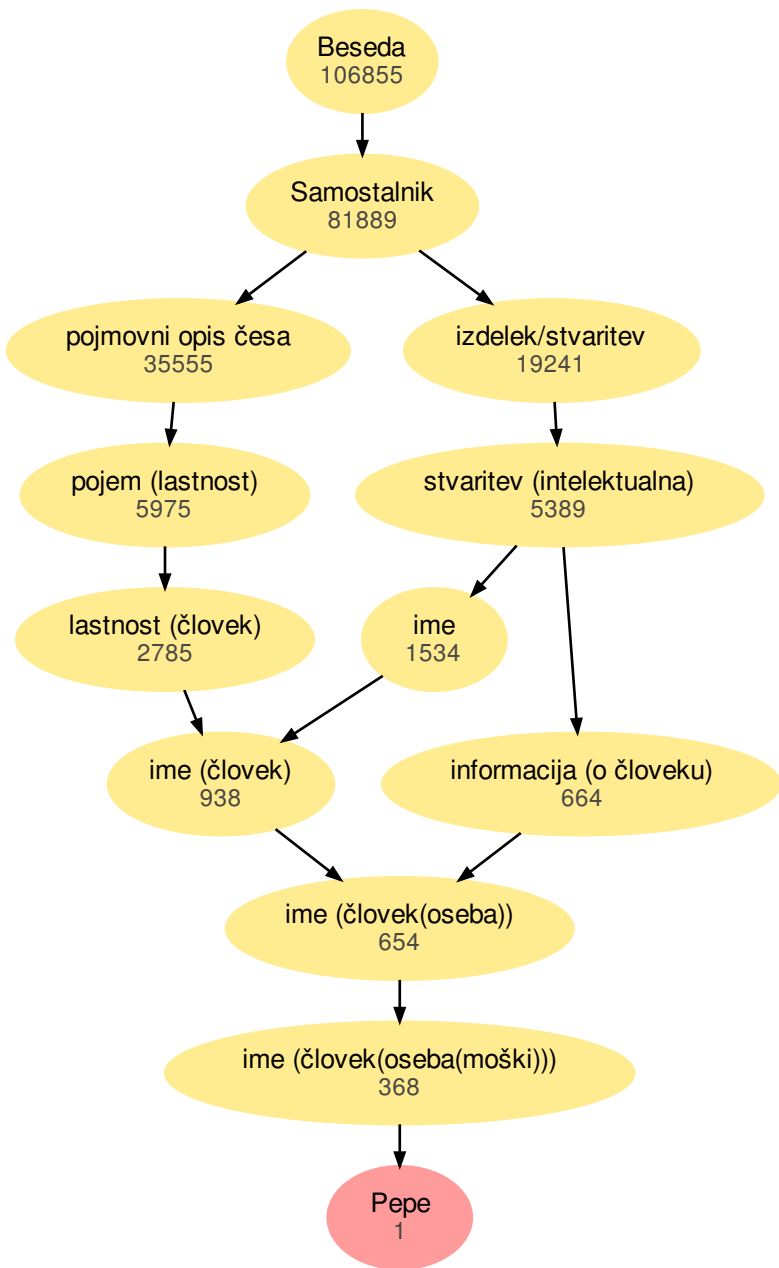 Beseda
106855
Samostalnik
81889
pojmovni opis česa
35555
izdelek/stvaritev
19241
pojem (lastnost)
5975
stvaritev (intelektualna)
5389
lastnost (človek)
2785
ime
1534
ime (človek)
938
informacija (o človeku)
664
ime (človek(oseba))
654
ime (človek(oseba(moški)))
368
Pepe
1